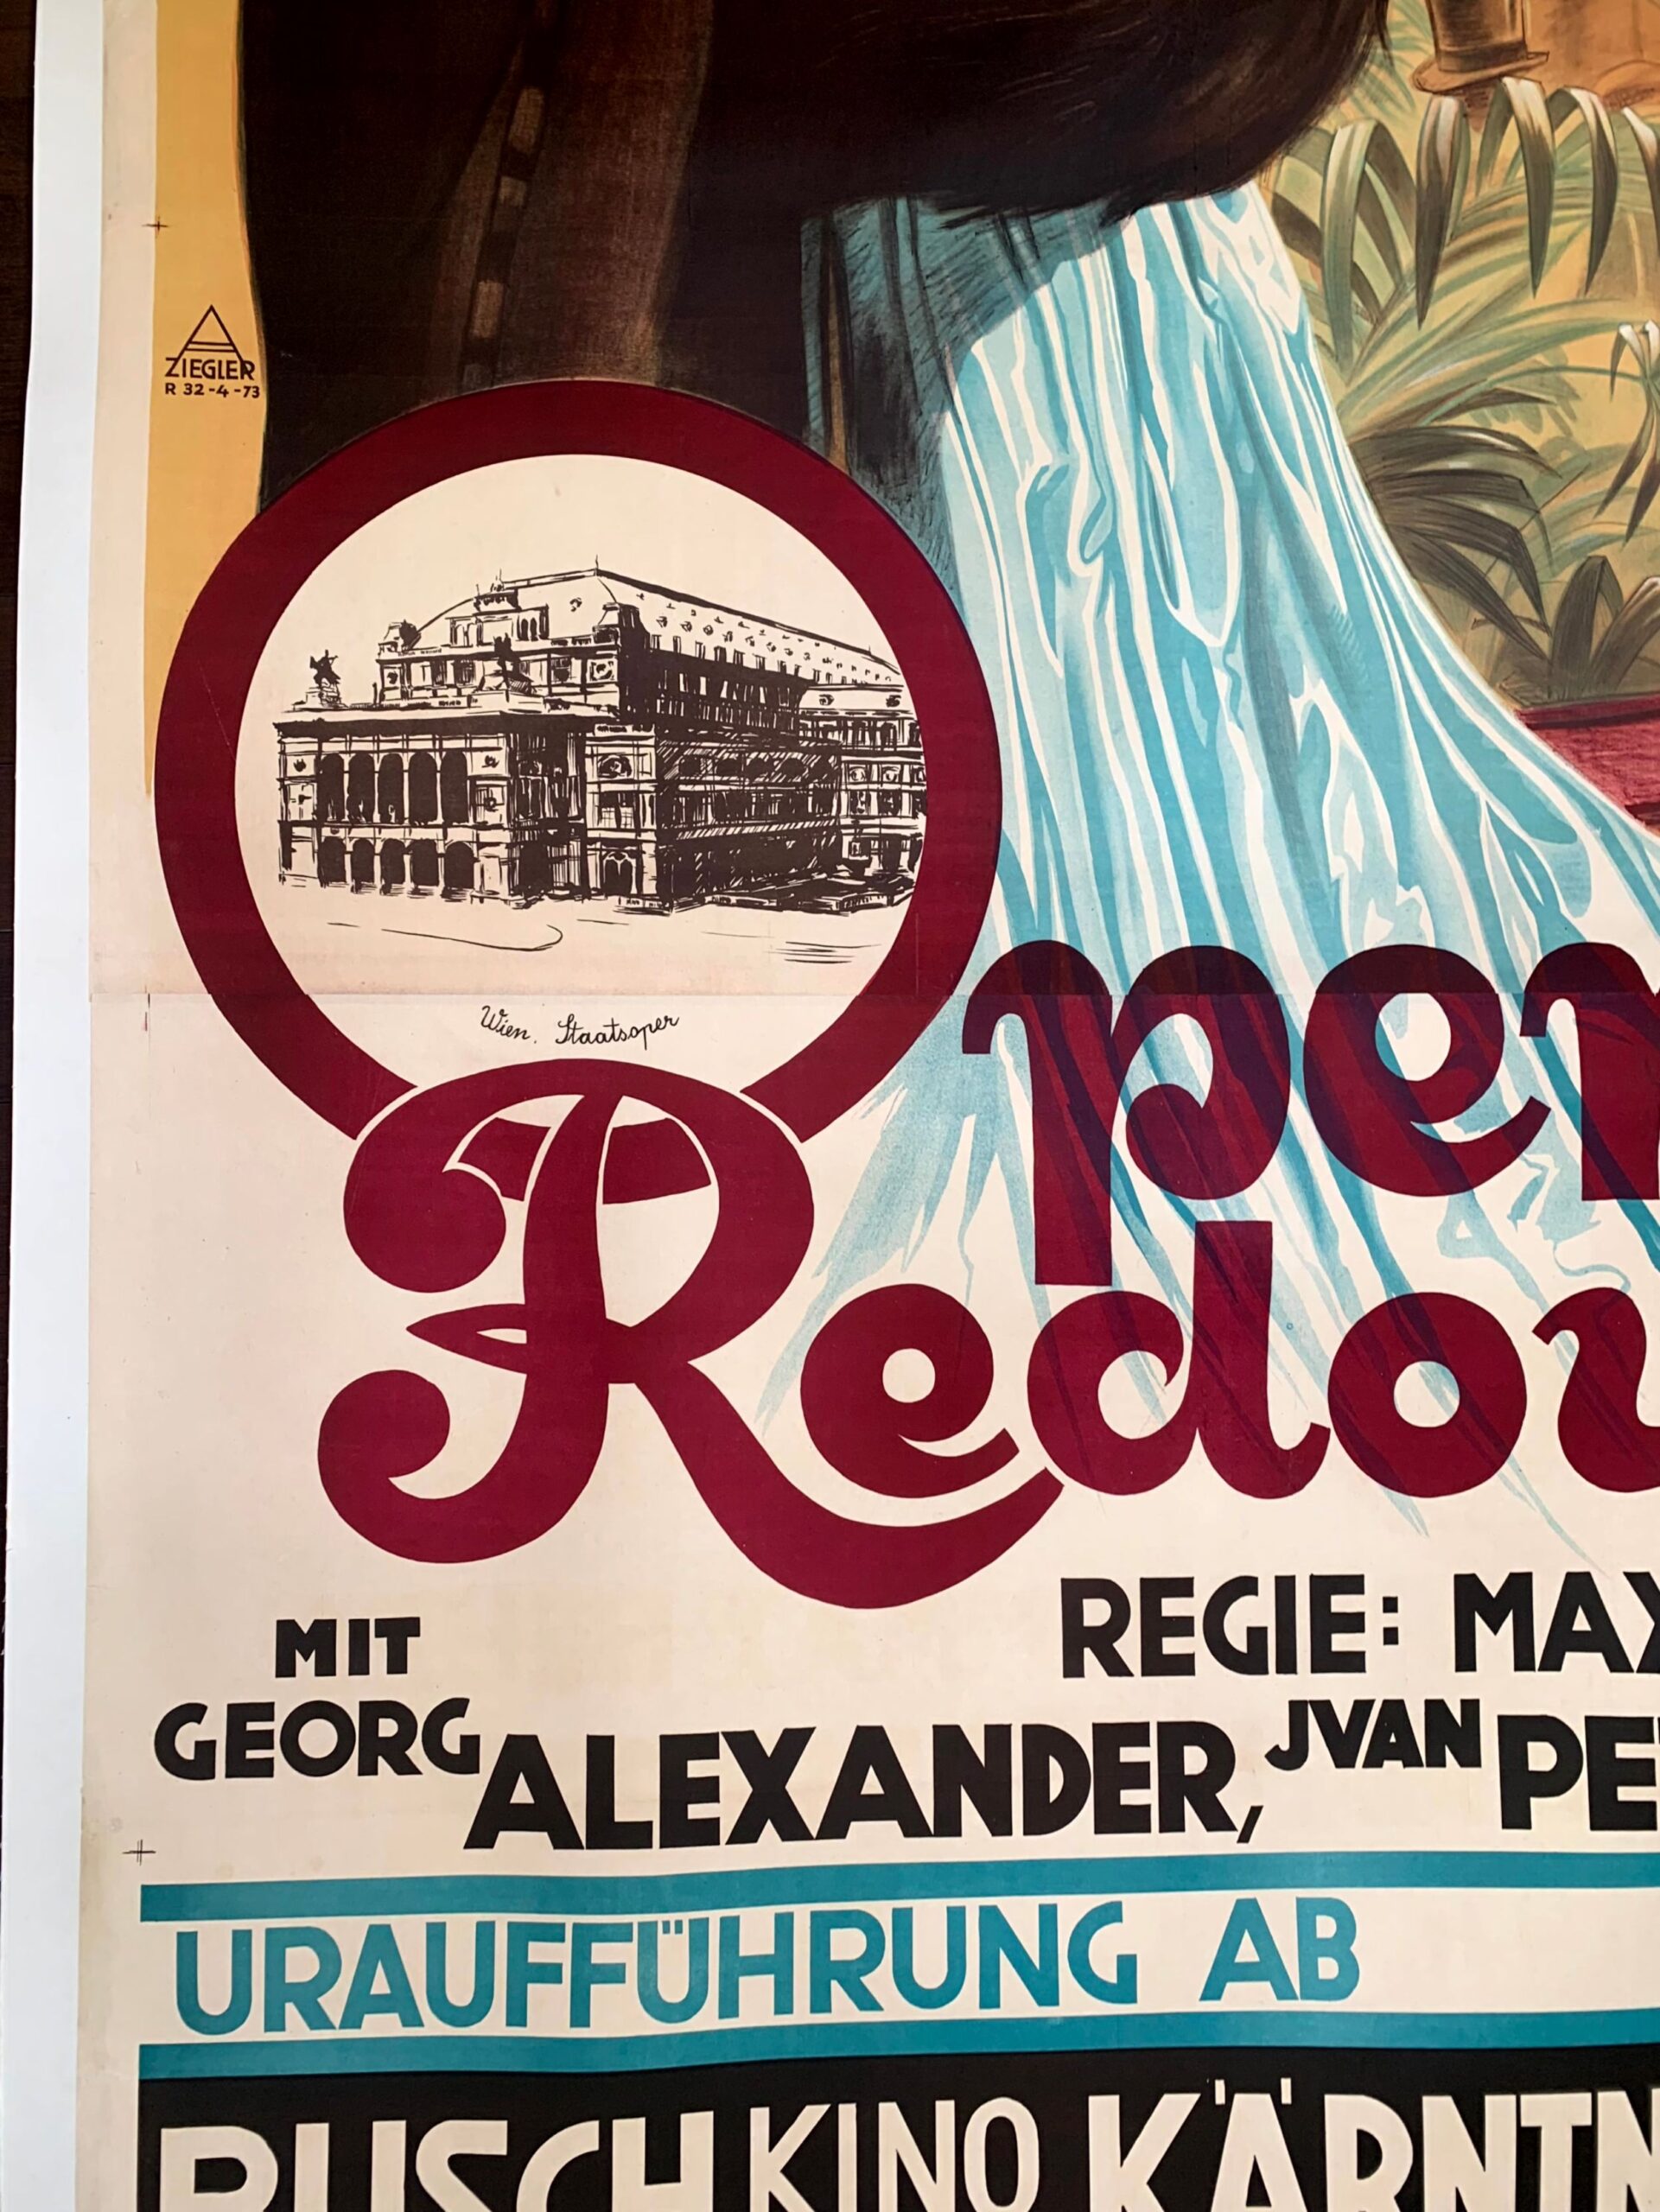 ZIEGLER
R 32-4-73
Wien. Staatsoper
Oper
Redou
REGIE: MAX
MIT
GEORG ALEXANDER, JVAN PE
URAUFFÜHRUNG AB
BUSCH KINO KÄRNTN